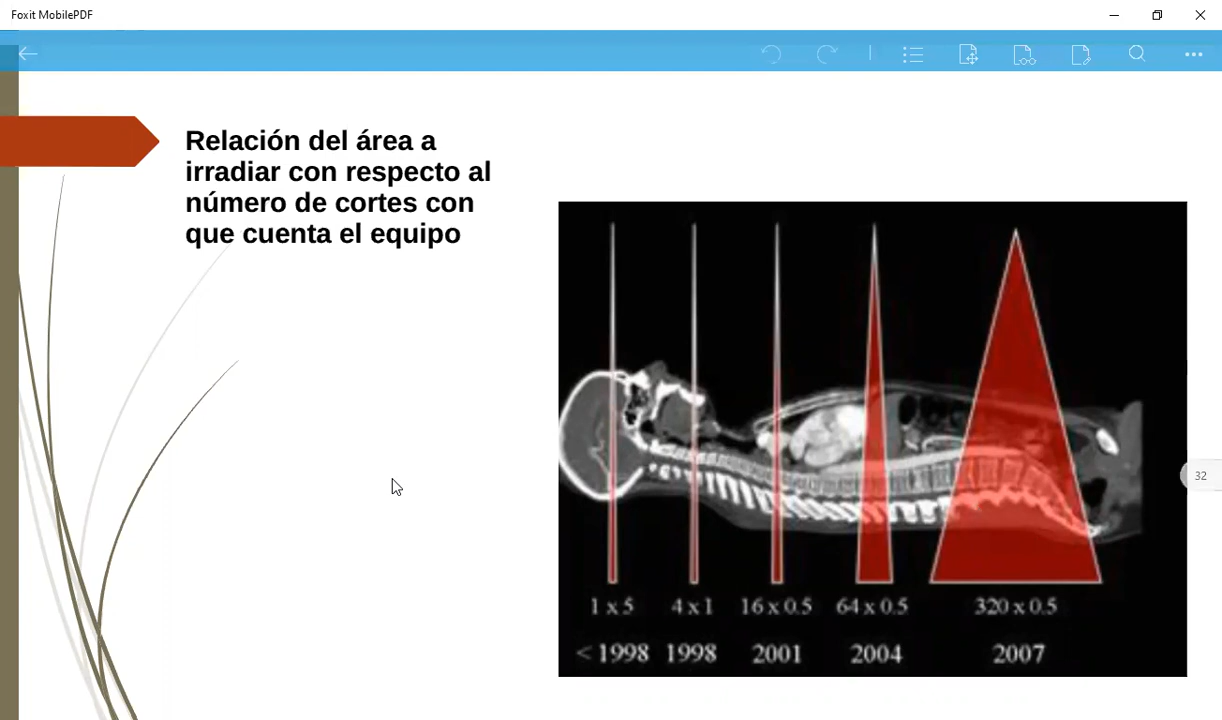 Foxit MobilePDF
Relación del área a
irradiar con respecto al
número de cortes con
que cuenta el equipo
32
1 x 5 4 x 1 16 x 0.5 64 x 0.5 320 x 0.5
< 1998 1998 2001 2004 2007